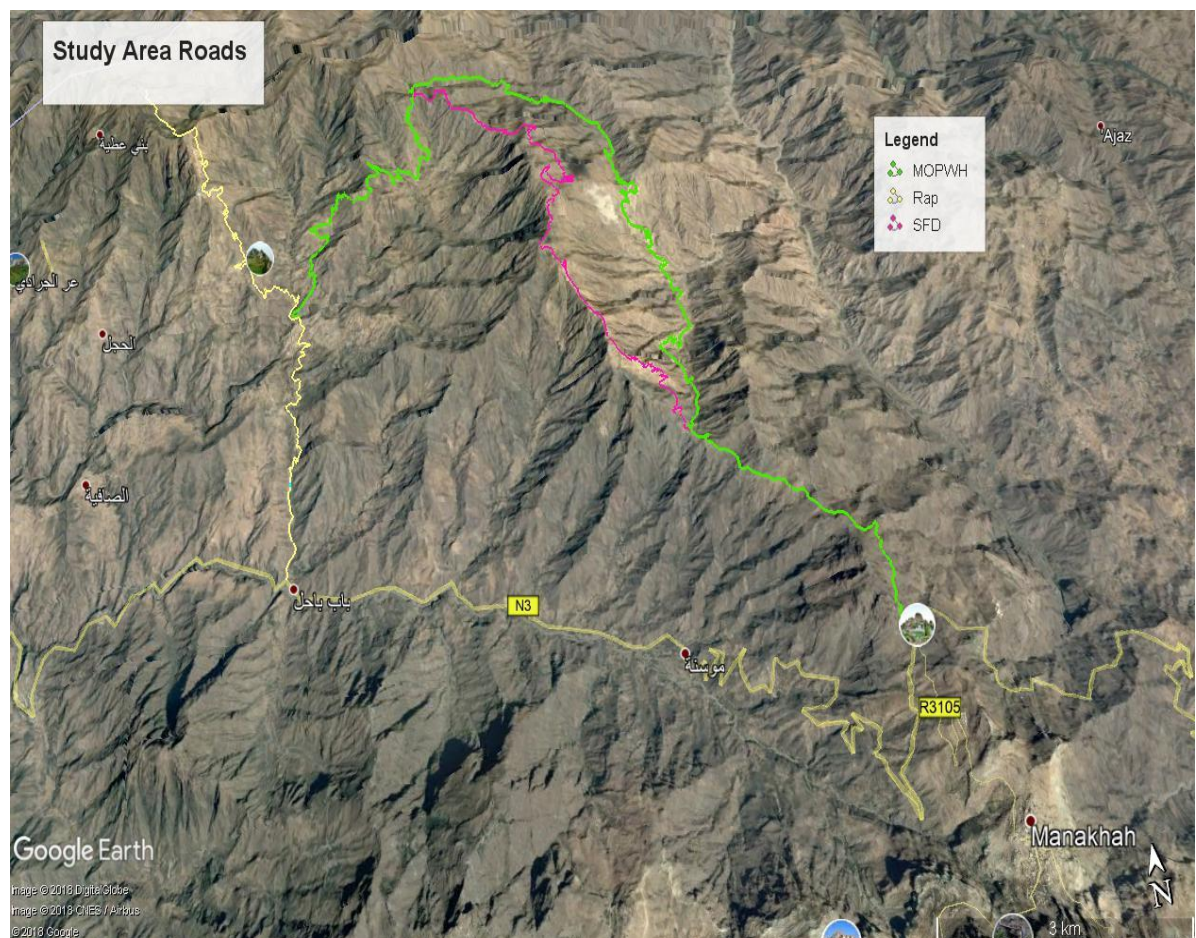 Study Area Roads
Legend
MOPWH
Rap
SFD
'Ajaz
بني عطية
عر الجرادي
لحجل
الصافية
باب باحل
N3
موسنة
R3105
Manakhah
Google Earth
Image © 2018 DigitalGlobe
Image © 2018 CNES / Airbus
© 2018 Google
N
3 km